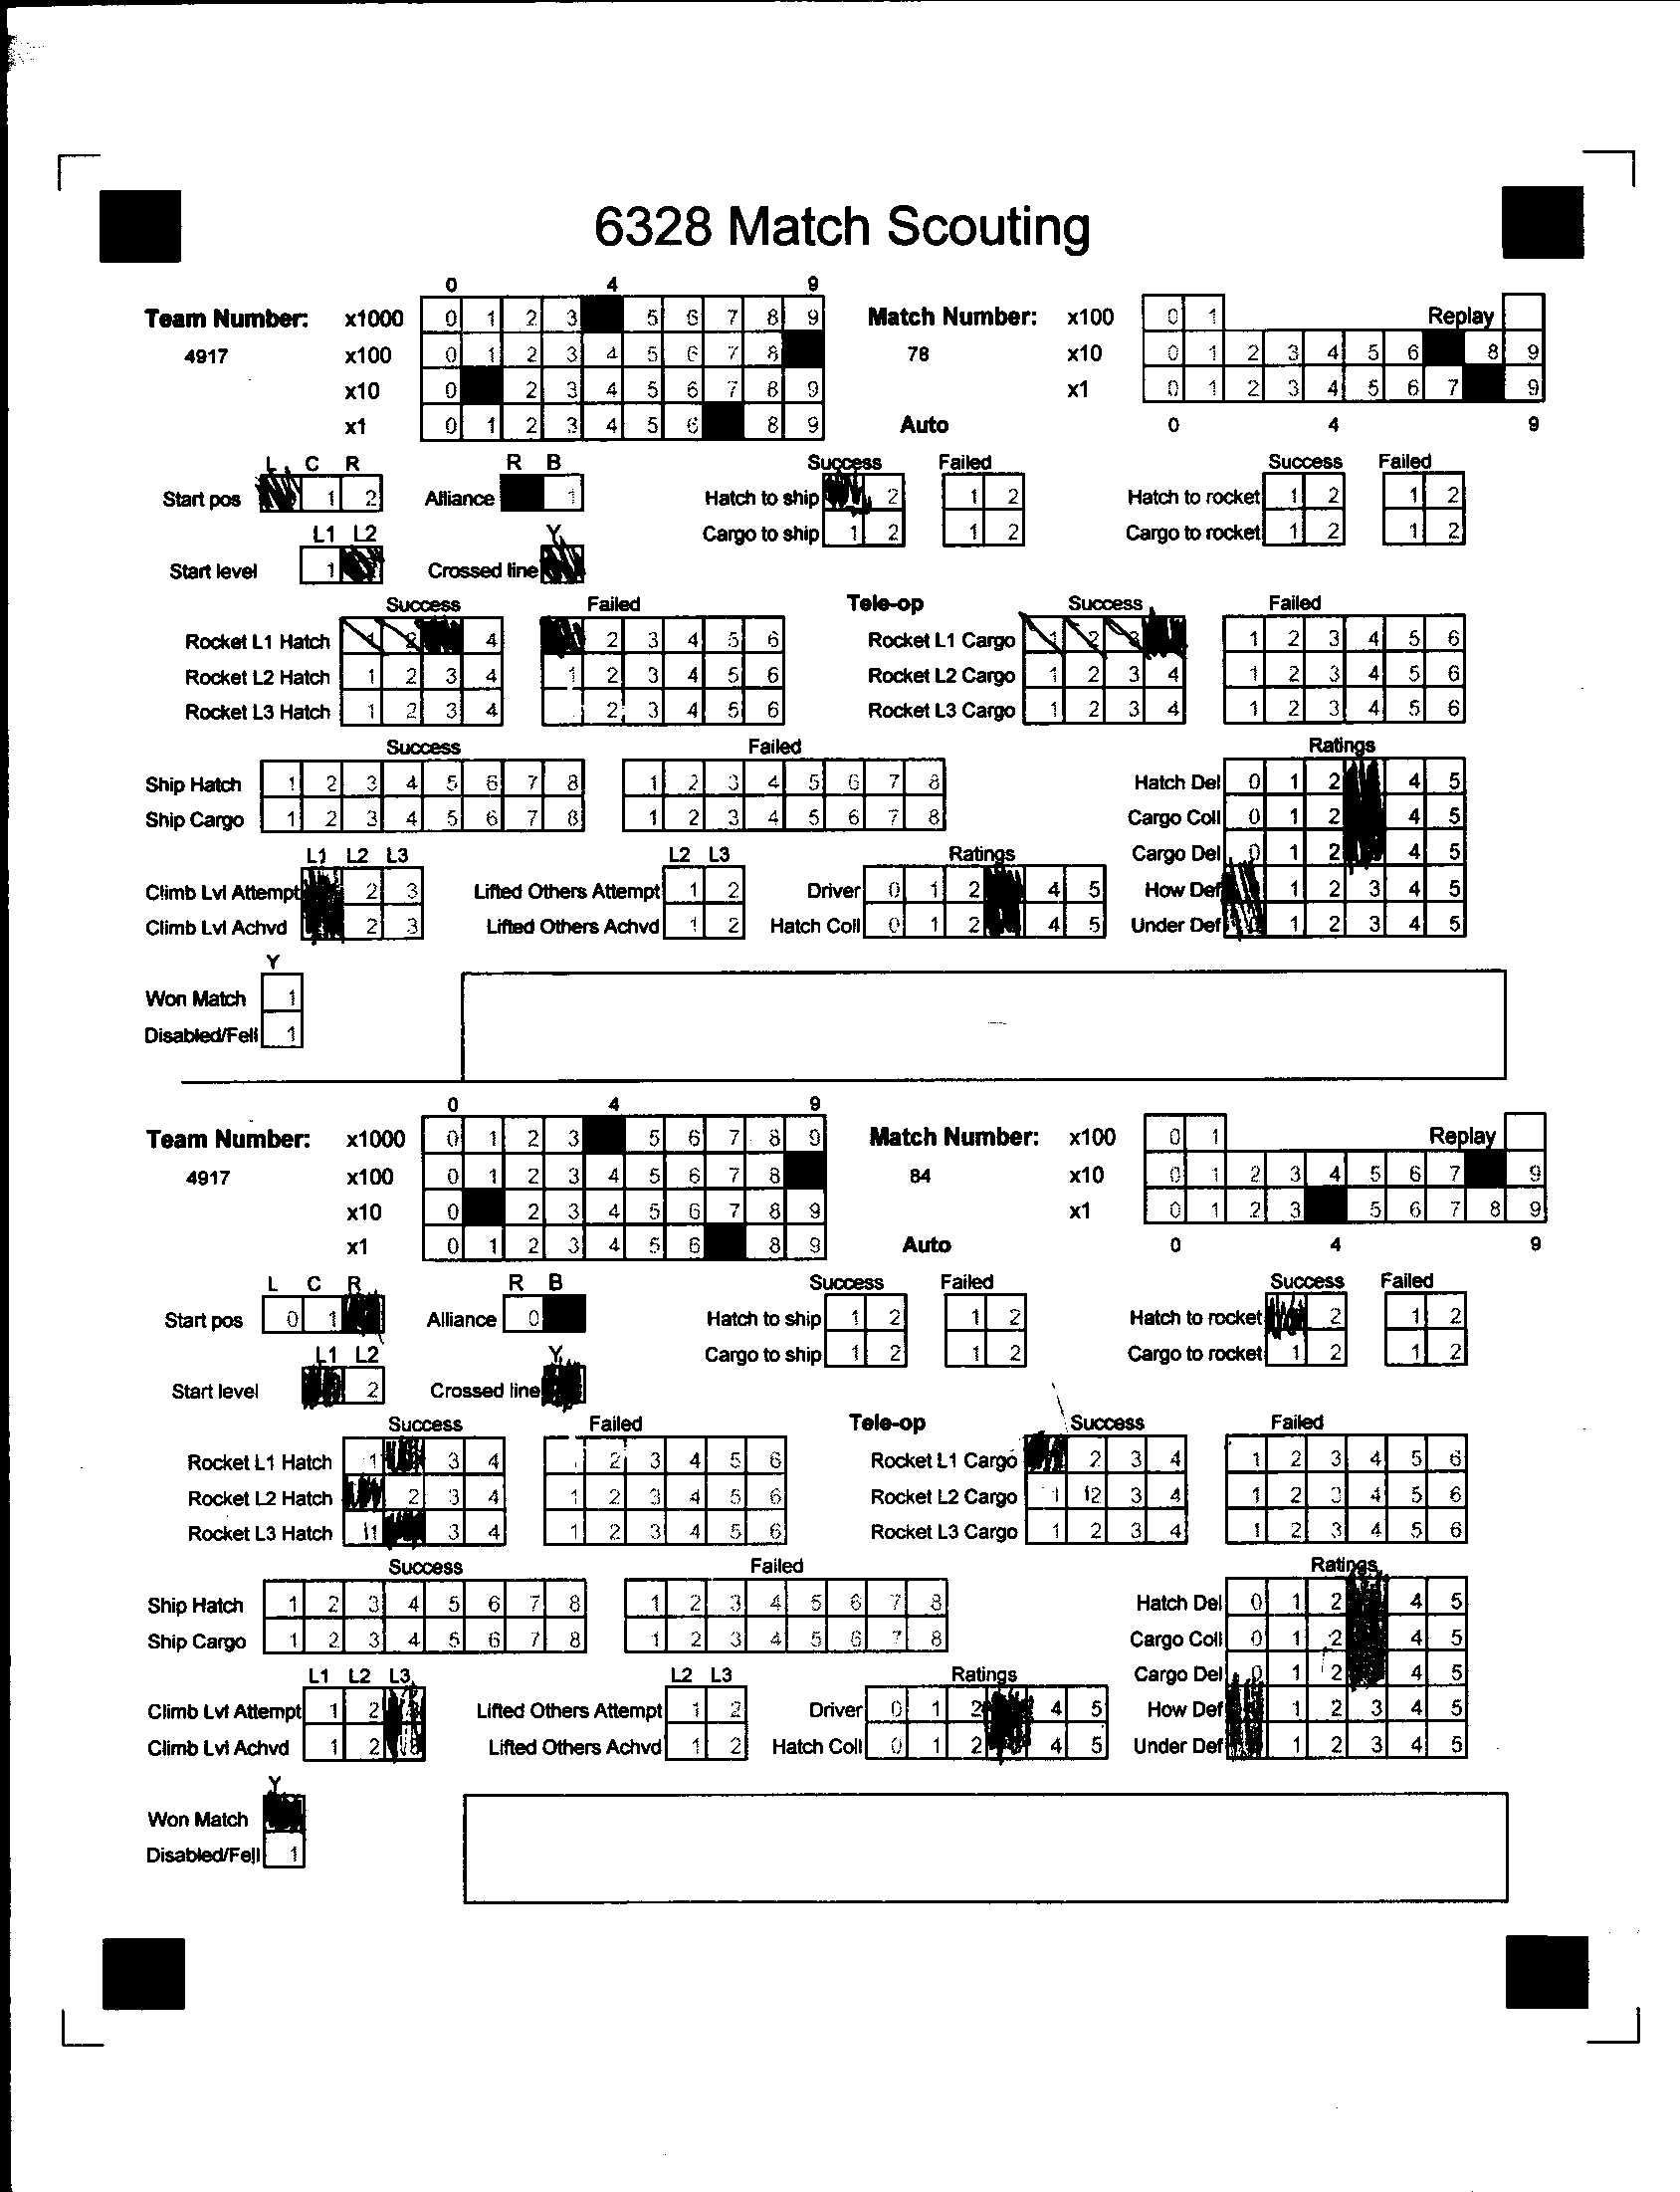 6328 Match Scouting
0 4 9
Team Number: x1000 0 1 2 3 5 6 7 8 9 Match Number: x100 0 1 Replay
4917 x100 0 1 2 3 4 5 6 7 8 78 x10 0 1 2 3 4 5 6 8 9
x10 0 2 3 4 5 6 7 8 9 x1 0 1 2 3 4 5 6 7 9
x1 0 1 2 3 4 5 6 8 9 Auto 0 4 9
L C R R B Success Failed Success Failed
Start pos 1 2 Alliance 1 Hatch to ship 2 1 2 Hatch to rocket 1 2 1 2
L1 L2 Y Cargo to ship 1 2 1 2 Cargo to rocket 1 2 1 2
Start level 1 Crossed line
Success Failed Tele-op Success Failed
Rocket L1 Hatch 1 2 4 2 3 4 5 6 Rocket L1 Cargo 1 2 3 1 2 3 4 5 6
Rocket L2 Hatch 1 2 3 4 1 2 3 4 5 6 Rocket L2 Cargo 1 2 3 4 1 2 3 4 5 6
Rocket L3 Hatch 1 2 3 4 2 3 4 5 6 Rocket L3 Cargo 1 2 3 4 1 2 3 4 5 6
Success Failed Ratings
Ship Hatch 1 2 3 4 5 6 7 8 1 2 3 4 5 6 7 8 Hatch Del 0 1 2 4 5
Ship Cargo 1 2 3 4 5 6 7 8 1 2 3 4 5 6 7 8 Cargo Coll 0 1 2 4 5
L1 L2 L3 L2 L3 Ratings Cargo Del 0 1 2 4 5
Climb Lvl Attempt 2 3 Lifted Others Attempt 1 2 Driver 0 1 2 4 5 How Def 1 2 3 4 5
Climb Lvl Achvd 2 3 Lifted Others Achvd 1 2 Hatch Coll 0 1 2 4 5 Under Def 1 2 3 4 5
Y
Won Match 1
Disabled/Fell 1
0 4 9
Team Number: x1000 0 1 2 3 5 6 7 8 9 Match Number: x100 0 1 Replay
4917 x100 0 1 2 3 4 5 6 7 8 84 x10 0 1 2 3 4 5 6 7 9
x10 0 2 3 4 5 6 7 8 9 x1 0 1 2 3 5 6 7 8 9
x1 0 1 2 3 4 5 6 8 9 Auto 0 4 9
L C R R B Success Failed Success Failed
Start pos 0 1 Alliance 0 Hatch to ship 1 2 1 2 Hatch to rocket 2 1 2
L1 L2 Y Cargo to ship 1 2 1 2 Cargo to rocket 1 2 1 2
Start level 2 Crossed line
Success Failed Tele-op Success Failed
Rocket L1 Hatch 1 3 4 2 3 4 5 6 Rocket L1 Cargo 2 3 4 1 2 3 4 5 6
Rocket L2 Hatch 2 3 4 1 2 3 4 5 6 Rocket L2 Cargo 1 2 3 4 1 2 3 4 5 6
Rocket L3 Hatch 1 3 4 1 2 3 4 5 6 Rocket L3 Cargo 1 2 3 4 1 2 3 4 5 6
Success Failed Ratings
Ship Hatch 1 2 3 4 5 6 7 8 1 2 3 4 5 6 7 8 Hatch Del 0 1 2 4 5
Ship Cargo 1 2 3 4 5 6 7 8 1 2 3 4 5 6 7 8 Cargo Coll 0 1 2 4 5
L1 L2 L3 L2 L3 Ratings Cargo Del 0 1 2 4 5
Climb Lvl Attempt 1 2 Lifted Others Attempt 1 2 Driver 0 1 2 4 5 How Def 1 2 3 4 5
Climb Lvl Achvd 1 2 Lifted Others Achvd 1 2 Hatch Coll 0 1 2 4 5 Under Def 1 2 3 4 5
Y
Won Match
Disabled/Fell 1